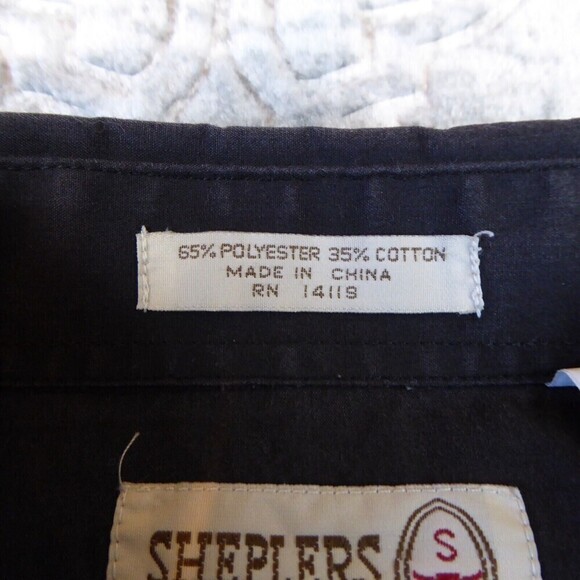 65% POLYESTER 35% COTTON
MADE IN CHINA
RN 14119
SHEPLERS
S